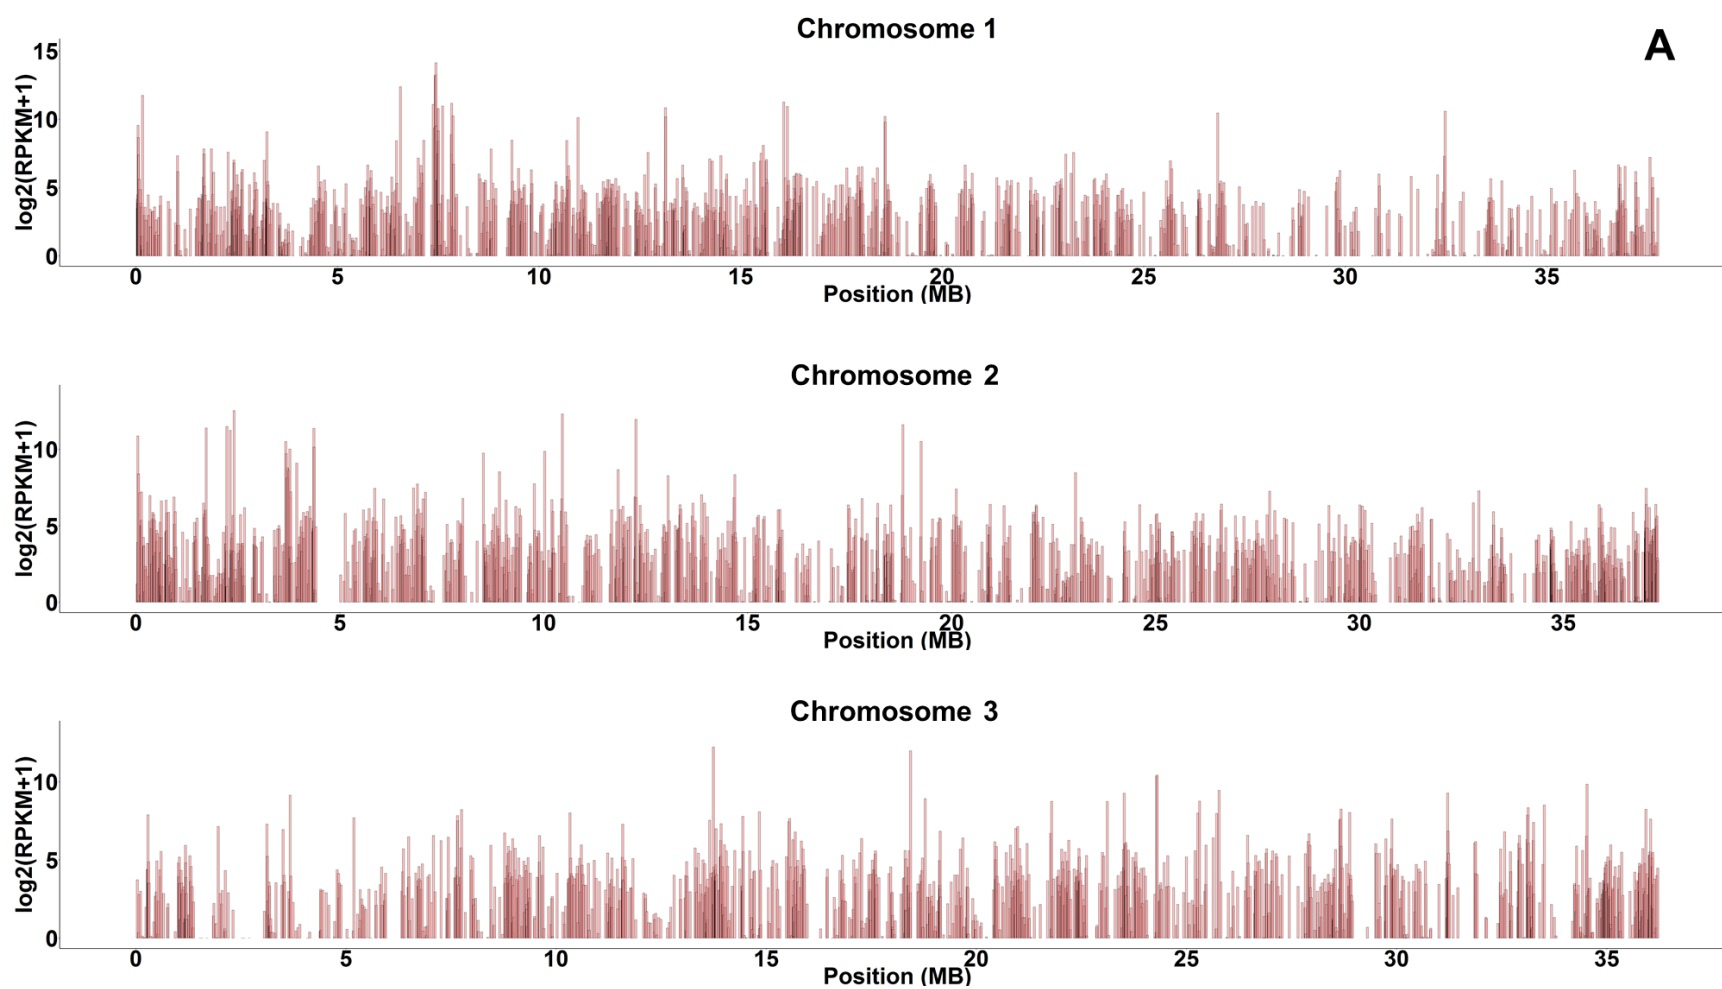 Chromosome 1
A
log2(RPKM+1)
15
10
5
0
0 5 10 15 20 25 30 35
Position (MB)
Chromosome 2
log2(RPKM+1)
10
5
0
0 5 10 15 20 25 30 35
Position (MB)
Chromosome 3
log2(RPKM+1)
10
5
0
0 5 10 15 20 25 30 35
Position (MB)